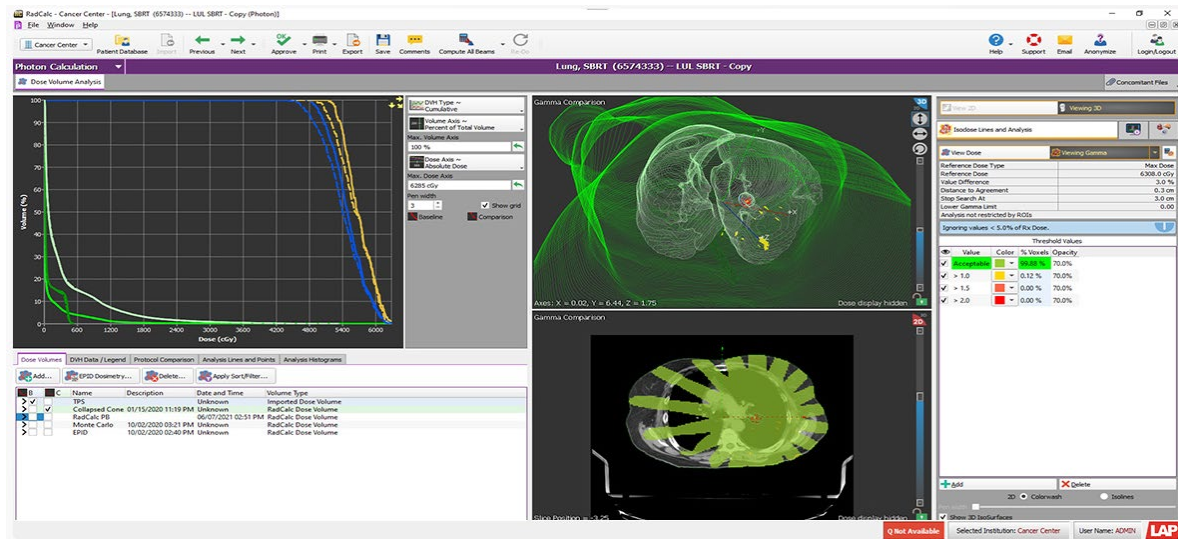 RadCalc - Cancer Center - [Lung, SBRT (6574333) -- LUL SBRT - Copy (Photon)]
File Window Help
Cancer Center
Patient Database
Import
Previous
Next
Approve
Print
Export
Save
Comments
Compute All Beams
Help
Support
Email
Anonymize
Login/Logout
Photon Calculation
Lung, SBRT (6574333) -- LUL SBRT - Copy
Dose Volume Analysis
Concomitant Files
100
90
80
70
60
50
40
30
20
10
0
Volume (%)
0 600 1200 1800 2400 3000 3600 4200 4800 5400 6000
Dose (cGy)
DVH Type ~
Cumulative
Volume Axis ~
Percent of Total Volume
Max. Volume Axis
100 %
Dose Axis ~
Absolute Dose
Max. Dose Axis
6285 cGy
Pen width
3
Show grid
Baseline
Comparison
Gamma Comparison
3D
+Y
+X
Axes: X = 0.02, Y = 6.44, Z = 1.75
Dose display hidden
Gamma Comparison
2D
Slice Position = -3.25
Dose display hidden
View 2D
Viewing 3D
Isodose Lines and Analysis
View Dose
Viewing Gamma
Reference Dose Type Max Dose
Reference Dose 6308.0 cGy
Value Difference 3.0 %
Distance to Agreement 0.3 cm
Stop Search At 3.0 cm
Lower Gamma Limit 0.00
Analysis not restricted by ROIs
Ignoring values < 5.0% of Rx Dose.
Threshold Values
Value Color % Voxels Opacity
Acceptable 99.88 % 70.0%
> 1.0 0.12 % 70.0%
> 1.5 0.00 % 70.0%
> 2.0 0.00 % 70.0%
Add
Delete
2D Colorwash Isolines
Show 3D IsoSurfaces
Dose Volumes
DVH Data / Legend
Protocol Comparison
Analysis Lines and Points
Analysis Histograms
Add...
EPID Dosimetry...
Delete...
Apply Sort/Filter...
B C Name Description Date and Time Volume Type
TPS Unknown Imported Dose Volume
Collapsed Cone 01/15/2020 11:19 PM Unknown RadCalc Dose Volume
RadCalc PB 06/07/2021 02:51 PM Unknown RadCalc Dose Volume
Monte Carlo 10/02/2020 03:21 PM Unknown RadCalc Dose Volume
EPID 10/02/2020 02:40 PM Unknown RadCalc Dose Volume
Q Not Available
Selected Institution: Cancer Center
User Name: ADMIN
LAP